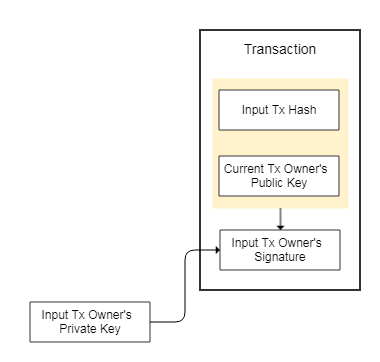 Transaction
Input Tx Hash
Current Tx Owner's
Public Key
Input Tx Owner's
Signature
Input Tx Owner's
Private Key